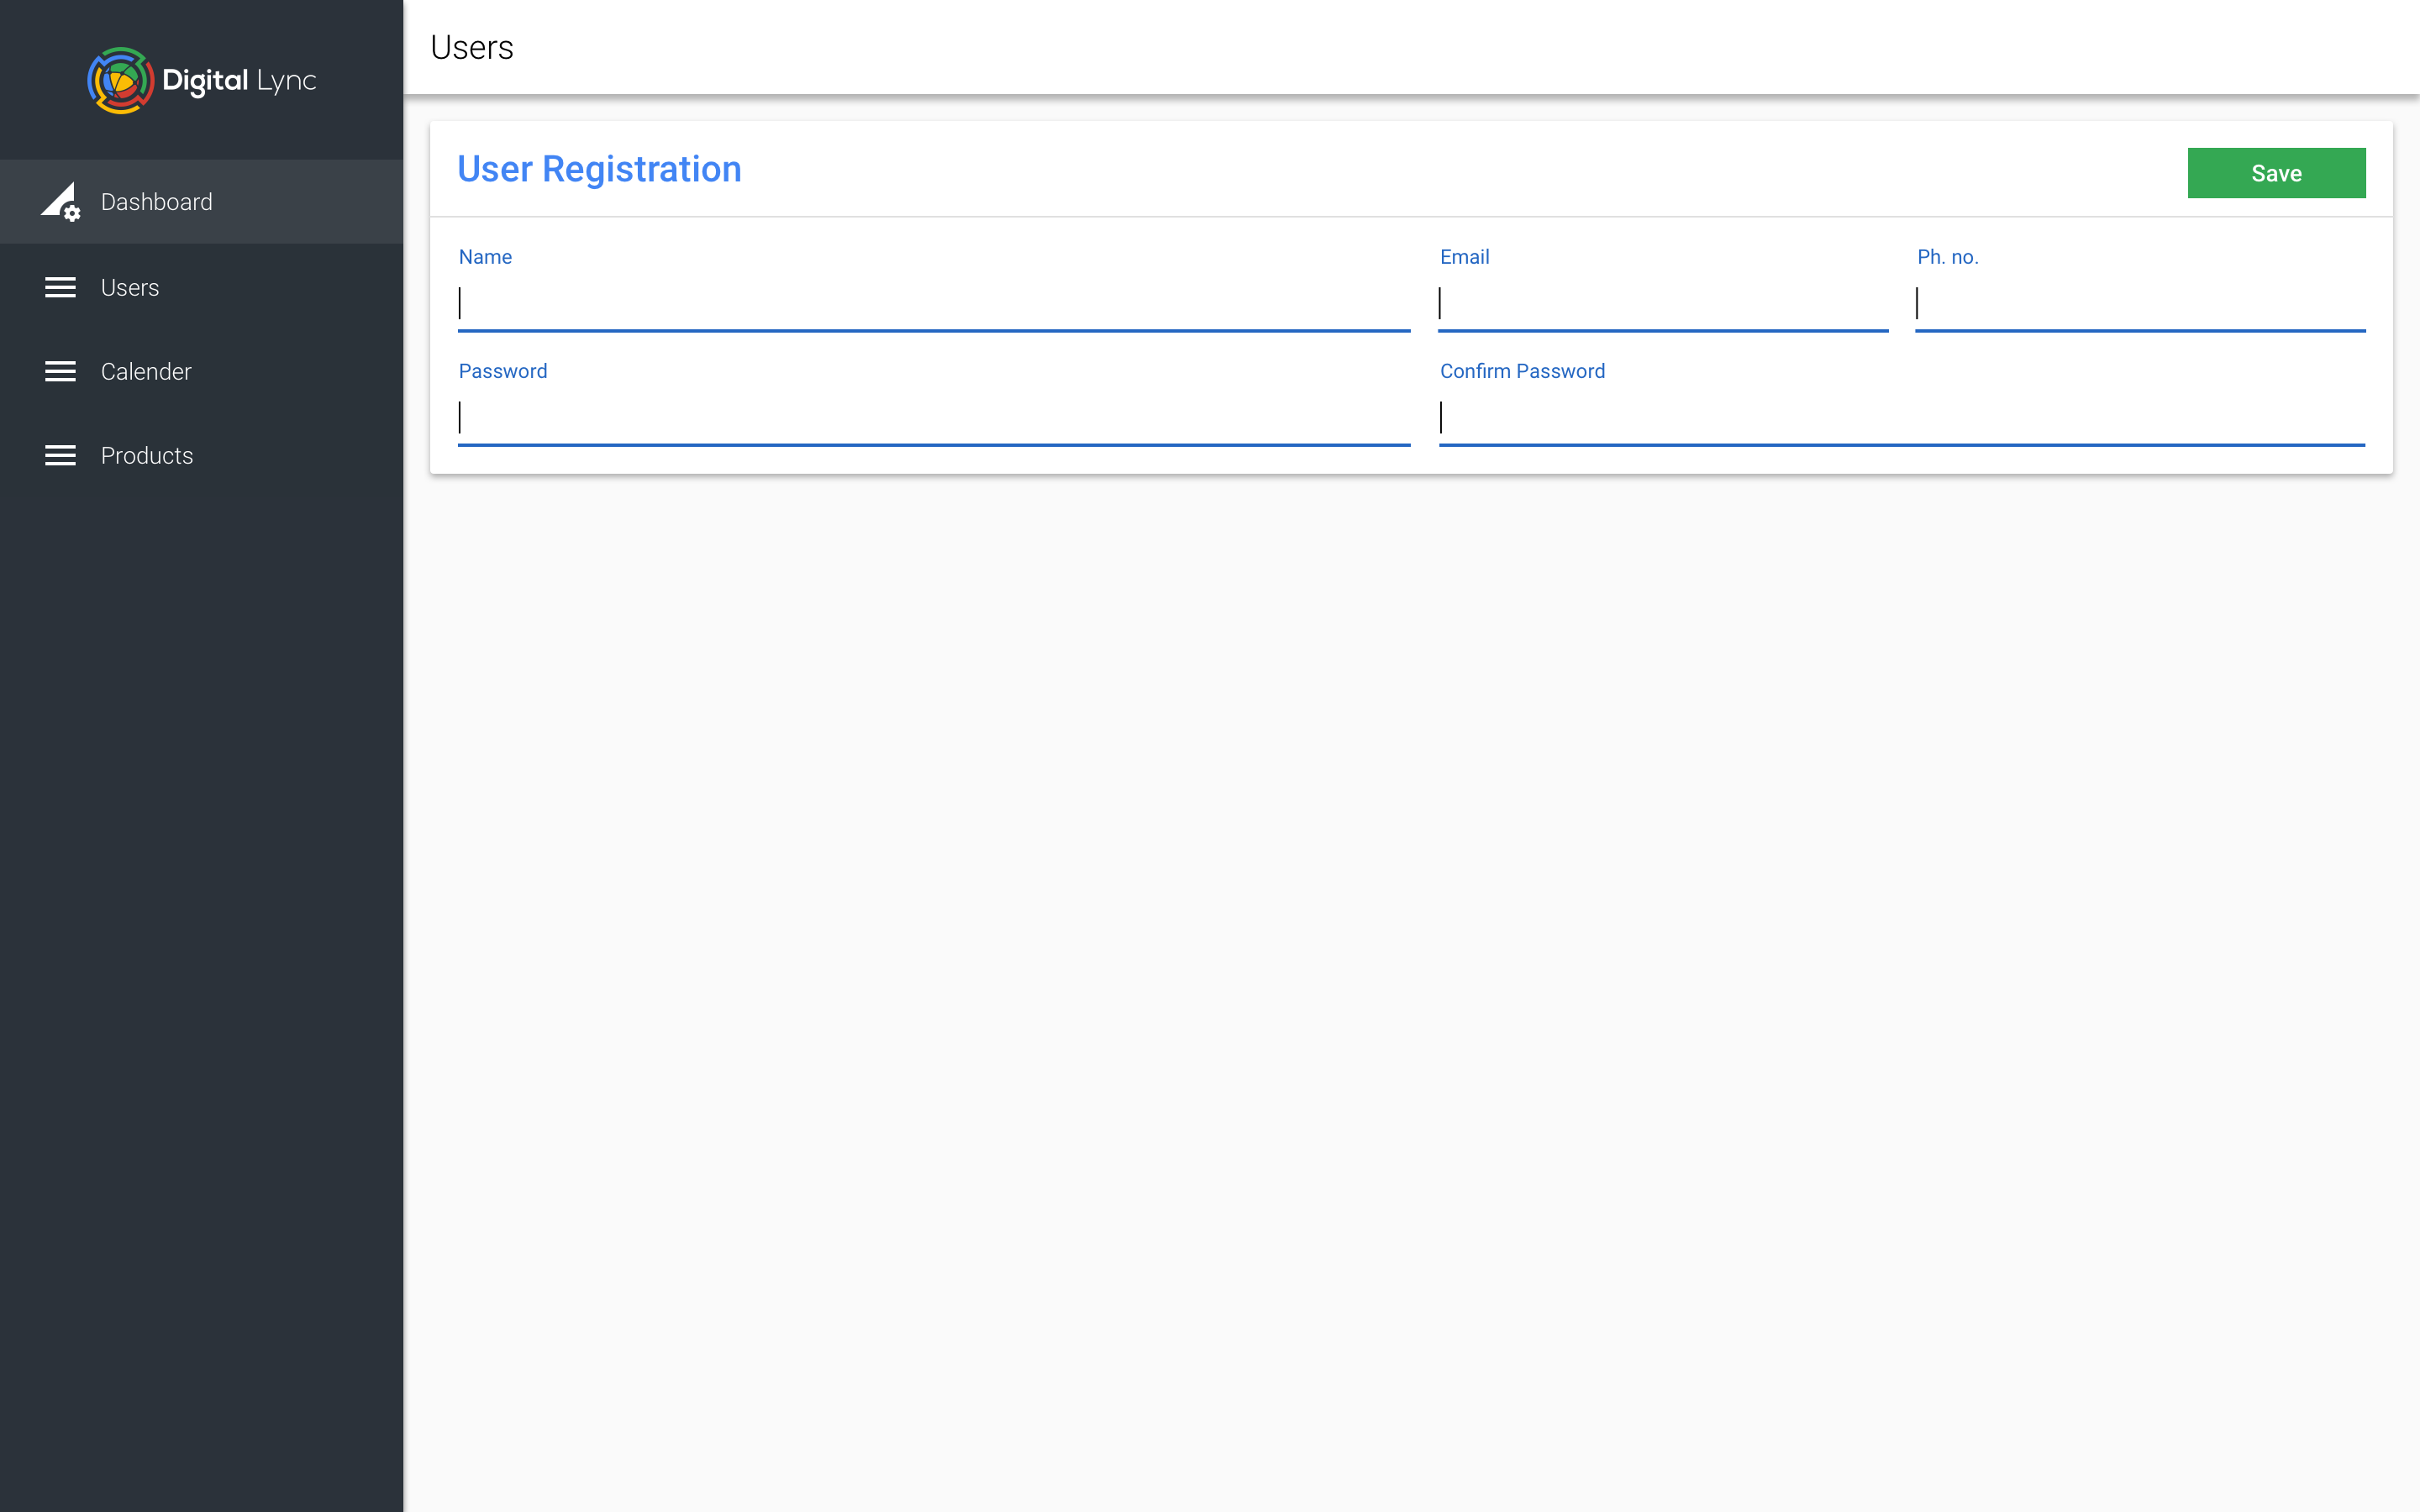 Digital Lync
Dashboard
Users
Calender
Products
Users
User Registration
Save
Name
Email
Ph. no.
Password
Confirm Password